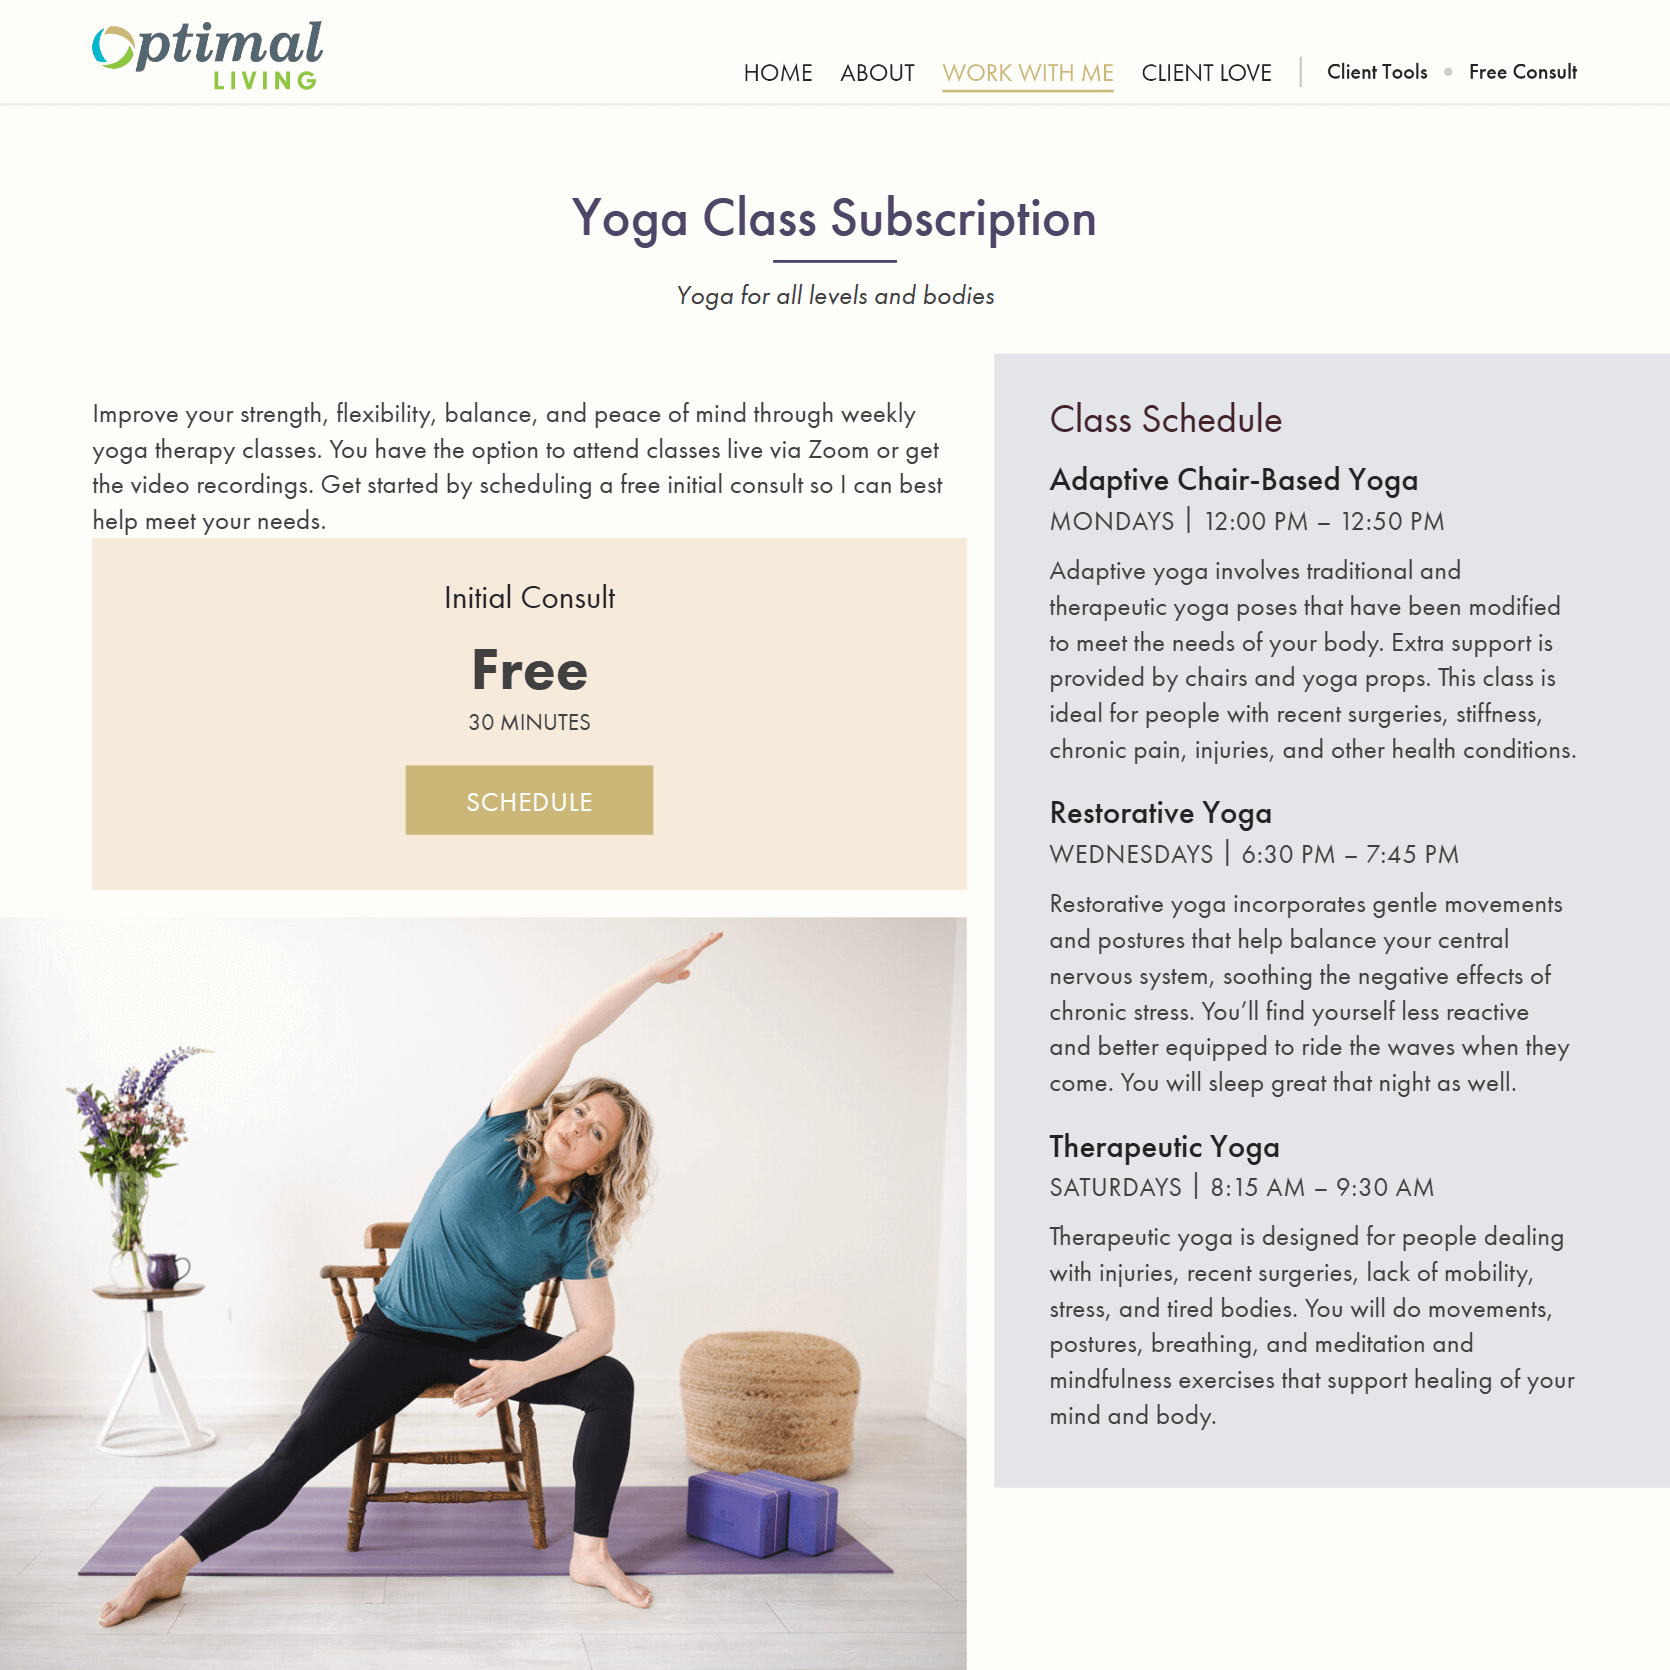 Optimal
LIVING
HOME ABOUT WORK WITH ME CLIENT LOVE | Client Tools • Free Consult
Yoga Class Subscription
Yoga for all levels and bodies
Improve your strength, flexibility, balance, and peace of mind through weekly
yoga therapy classes. You have the option to attend classes live via Zoom or get
the video recordings. Get started by scheduling a free initial consult so I can best
help meet your needs.
Initial Consult
Free
30 MINUTES
SCHEDULE
Class Schedule
Adaptive Chair-Based Yoga
MONDAYS | 12:00 PM – 12:50 PM
Adaptive yoga involves traditional and
therapeutic yoga poses that have been modified
to meet the needs of your body. Extra support is
provided by chairs and yoga props. This class is
ideal for people with recent surgeries, stiffness,
chronic pain, injuries, and other health conditions.
Restorative Yoga
WEDNESDAYS | 6:30 PM – 7:45 PM
Restorative yoga incorporates gentle movements
and postures that help balance your central
nervous system, soothing the negative effects of
chronic stress. You’ll find yourself less reactive
and better equipped to ride the waves when they
come. You will sleep great that night as well.
Therapeutic Yoga
SATURDAYS | 8:15 AM – 9:30 AM
Therapeutic yoga is designed for people dealing
with injuries, recent surgeries, lack of mobility,
stress, and tired bodies. You will do movements,
postures, breathing, and meditation and
mindfulness exercises that support healing of your
mind and body.